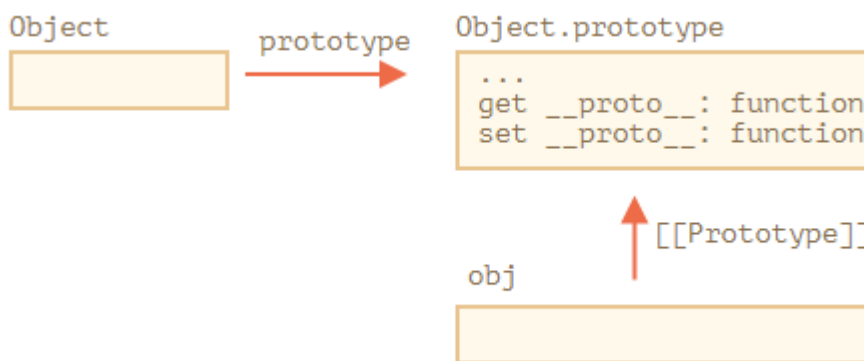 Object
prototype
Object.prototype
...
get __proto__: function
set __proto__: function
[[Prototype]]
obj